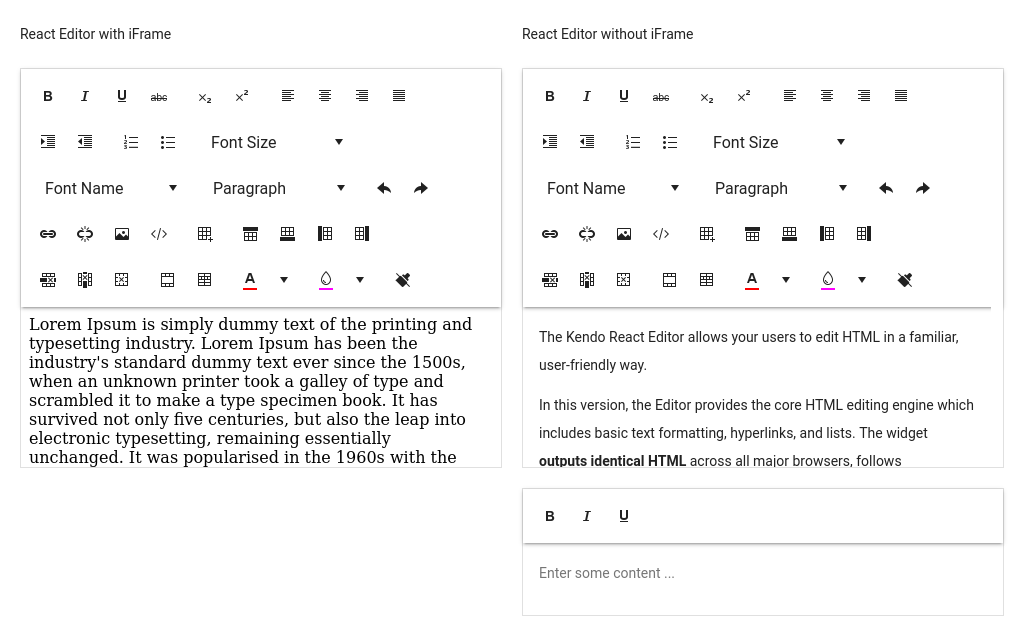 React Editor with iFrame
B I U abc X₂ X²
Font Size
Font Name Paragraph
A
Lorem Ipsum is simply dummy text of the printing and
typesetting industry. Lorem Ipsum has been the
industry's standard dummy text ever since the 1500s,
when an unknown printer took a galley of type and
scrambled it to make a type specimen book. It has
survived not only five centuries, but also the leap into
electronic typesetting, remaining essentially
unchanged. It was popularised in the 1960s with the
React Editor without iFrame
B I U abc X₂ X²
Font Size
Font Name Paragraph
A
The Kendo React Editor allows your users to edit HTML in a familiar,
user-friendly way.
In this version, the Editor provides the core HTML editing engine which
includes basic text formatting, hyperlinks, and lists. The widget
outputs identical HTML across all major browsers, follows
B I U
Enter some content ...